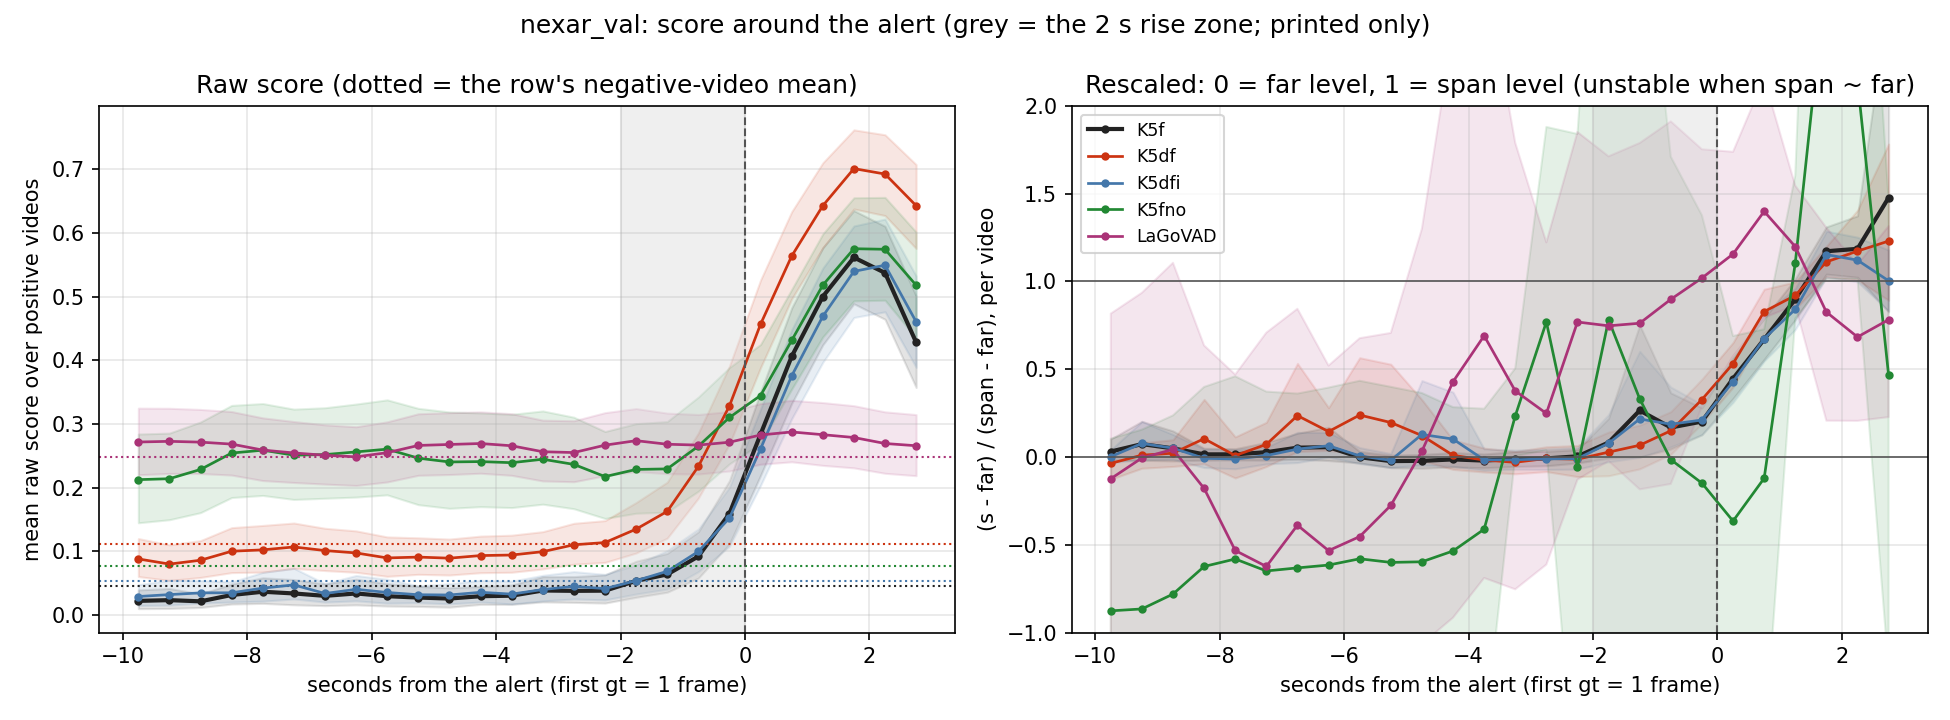 nexar_val: score around the alert (grey = the 2 s rise zone; printed only)
Raw score (dotted = the row's negative-video mean)
mean raw score over positive videos
0.7
0.6
0.5
0.4
0.3
0.2
0.1
0.0
−10
−8
−6
−4
−2
0
2
seconds from the alert (first gt = 1 frame)
Rescaled: 0 = far level, 1 = span level (unstable when span ~ far)
(s - far) / (span - far), per video
2.0
1.5
1.0
0.5
0.0
−0.5
−1.0
K5f
K5df
K5dfi
K5fno
LaGoVAD
−10
−8
−6
−4
−2
0
2
seconds from the alert (first gt = 1 frame)